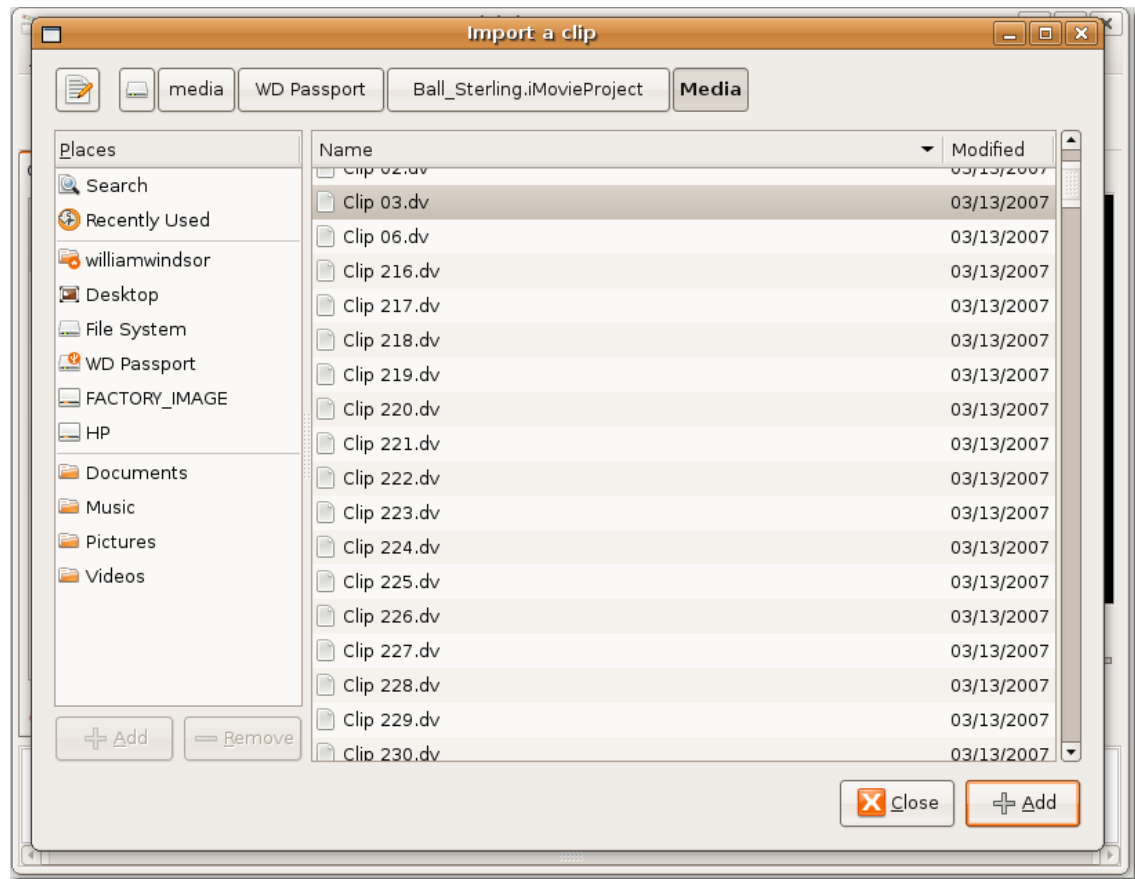 Import a clip
media WD Passport Ball_Sterling.iMovieProject Media
Places
Search
Recently Used
williamwindsor
Desktop
File System
WD Passport
FACTORY_IMAGE
HP
Documents
Music
Pictures
Videos
Add Remove
Name Modified
Clip 02.dv 03/13/2007
Clip 03.dv 03/13/2007
Clip 06.dv 03/13/2007
Clip 216.dv 03/13/2007
Clip 217.dv 03/13/2007
Clip 218.dv 03/13/2007
Clip 219.dv 03/13/2007
Clip 220.dv 03/13/2007
Clip 221.dv 03/13/2007
Clip 222.dv 03/13/2007
Clip 223.dv 03/13/2007
Clip 224.dv 03/13/2007
Clip 225.dv 03/13/2007
Clip 226.dv 03/13/2007
Clip 227.dv 03/13/2007
Clip 228.dv 03/13/2007
Clip 229.dv 03/13/2007
Clip 230.dv 03/13/2007
Close Add